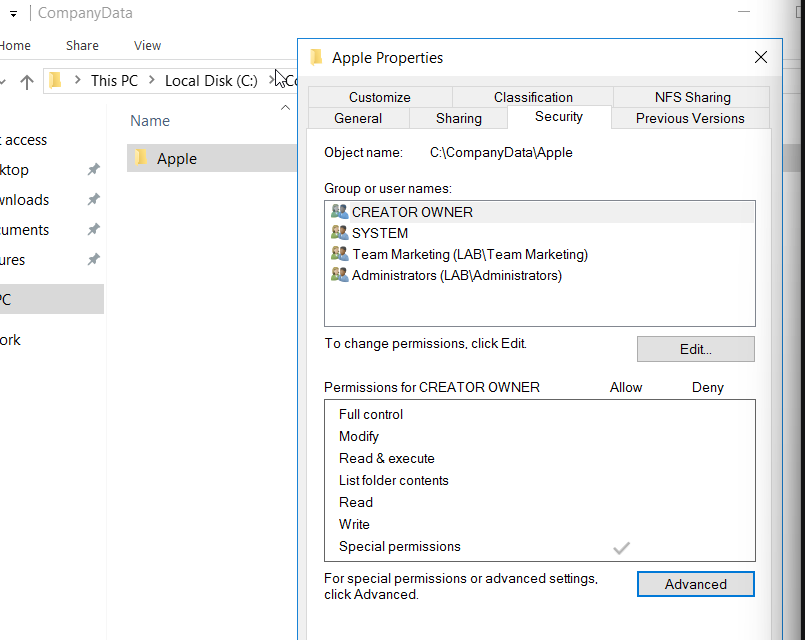 CompanyData
Home Share View
This PC > Local Disk (C:) > Co
t access
Name
Apple
ktop
wnloads
cuments
ures
PC
ork
Apple Properties
Customize Classification NFS Sharing
General Sharing Security Previous Versions
Object name: C:\CompanyData\Apple
Group or user names:
CREATOR OWNER
SYSTEM
Team Marketing (LAB\Team Marketing)
Administrators (LAB\Administrators)
To change permissions, click Edit.
Edit...
Permissions for CREATOR OWNER Allow Deny
Full control
Modify
Read & execute
List folder contents
Read
Write
Special permissions
For special permissions or advanced settings,
click Advanced.
Advanced